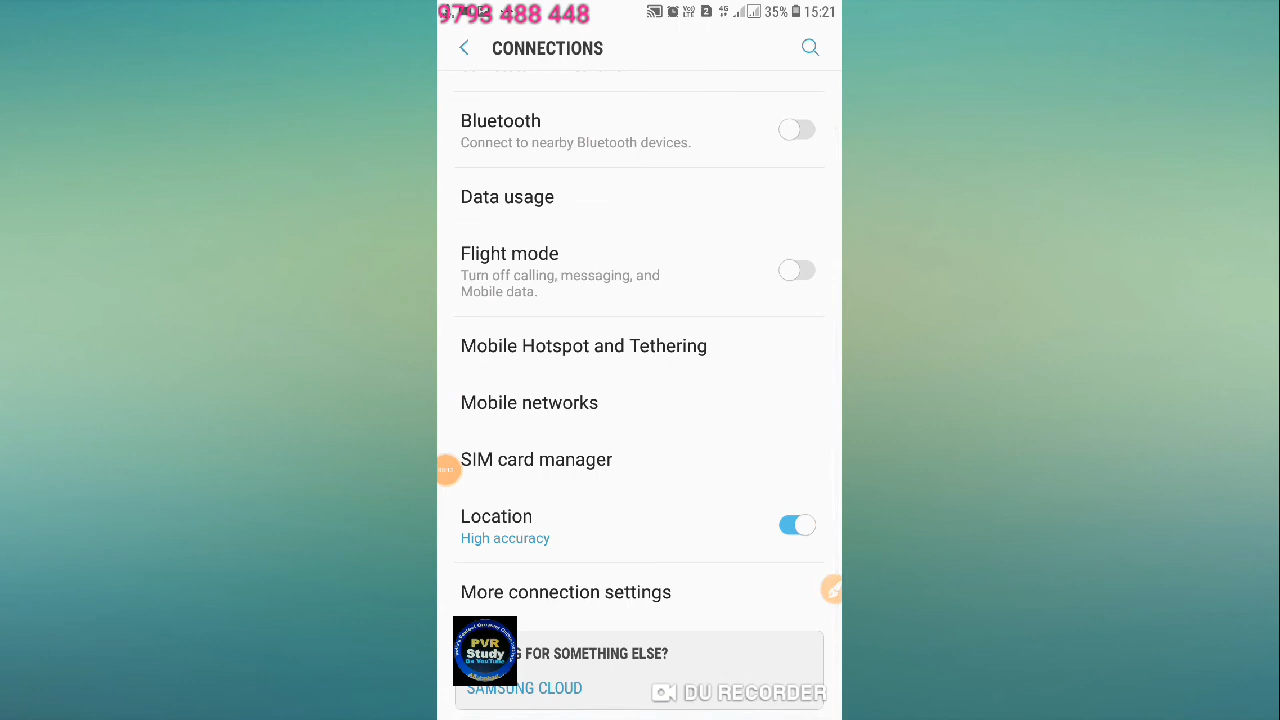 9793 488 448
35% 15:21
CONNECTIONS
Bluetooth
Connect to nearby Bluetooth devices.
Data usage
Flight mode
Turn off calling, messaging, and
Mobile data.
Mobile Hotspot and Tethering
Mobile networks
SIM card manager
Location
High accuracy
More connection settings
FOR SOMETHING ELSE?
SAMSUNG CLOUD
PVR
Study
DU RECORDER